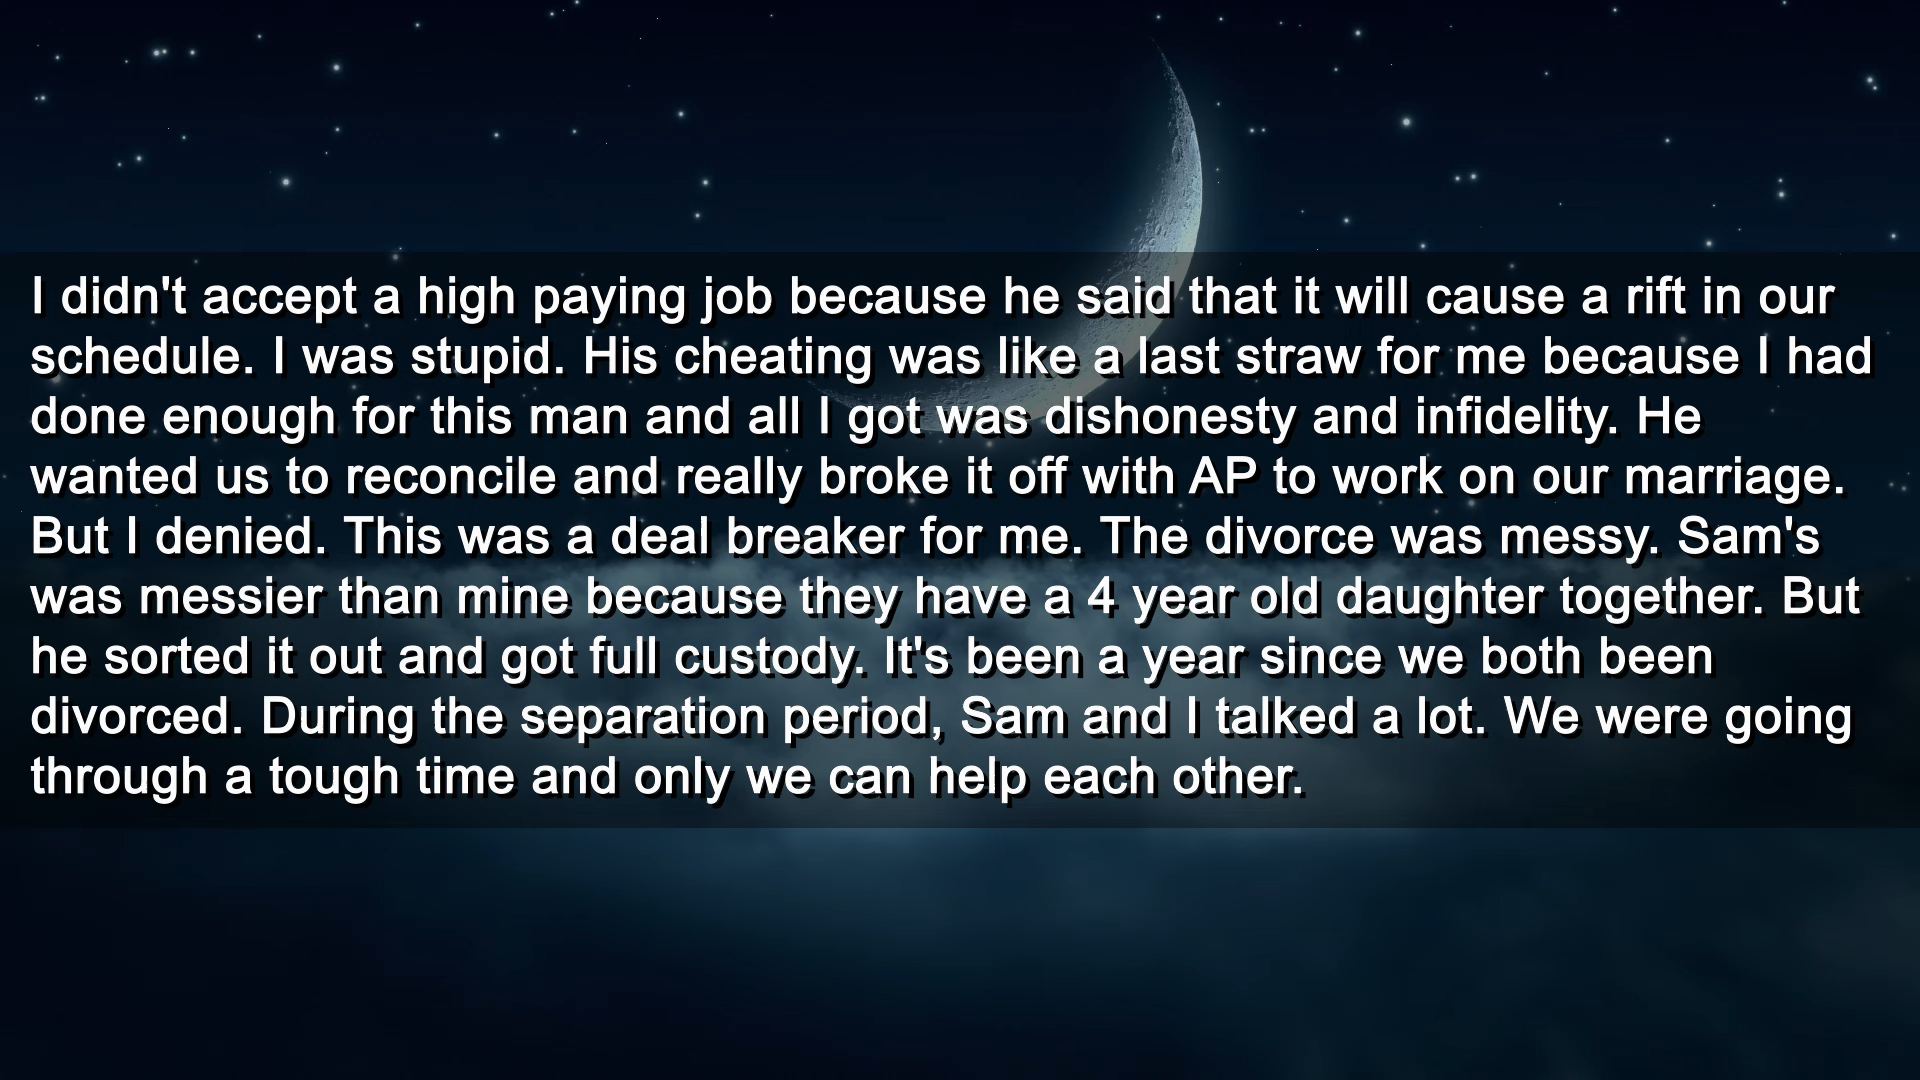 I didn't accept a high paying job because he said that it will cause a rift in our
schedule. I was stupid. His cheating was like a last straw for me because I had
done enough for this man and all I got was dishonesty and infidelity. He
wanted us to reconcile and really broke it off with AP to work on our marriage.
But I denied. This was a deal breaker for me. The divorce was messy. Sam's
was messier than mine because they have a 4 year old daughter together. But
he sorted it out and got full custody. It's been a year since we both been
divorced. During the separation period, Sam and I talked a lot. We were going
through a tough time and only we can help each other.